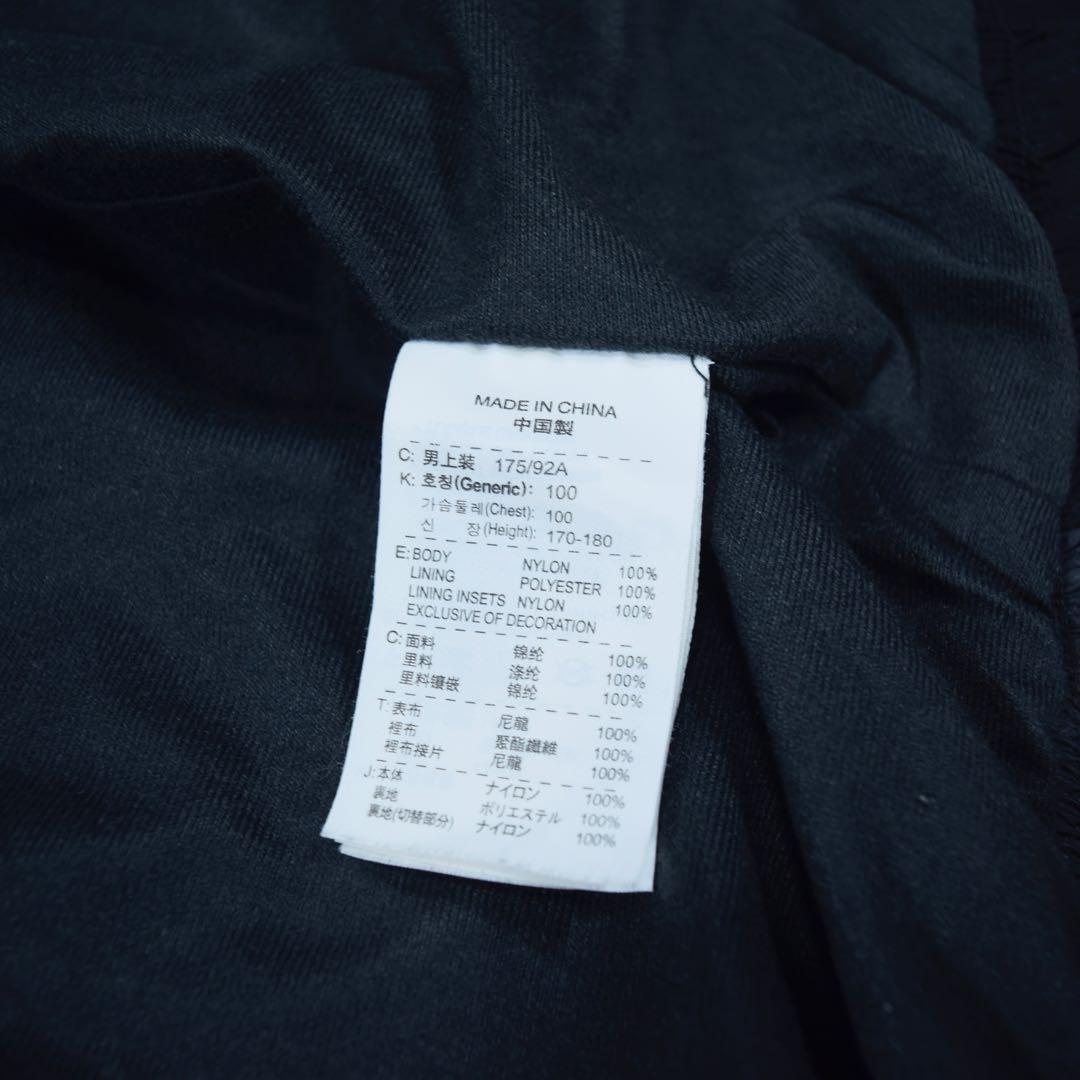 MADE IN CHINA
中国製
C: 男上装 175/92A
K: 호칭(Generic): 100
가슴둘레(Chest): 100
신 장(Height): 170-180
E: BODY NYLON 100%
LINING POLYESTER 100%
LINING INSETS NYLON 100%
EXCLUSIVE OF DECORATION
C: 面料 锦纶 100%
里料 涤纶 100%
里料镶嵌 锦纶 100%
T: 表布 尼龍 100%
裡布 聚酯纖維 100%
裡布接片 尼龍 100%
J: 本体 ナイロン 100%
裏地 ポリエステル 100%
裏地(切替部分) ナイロン 100%